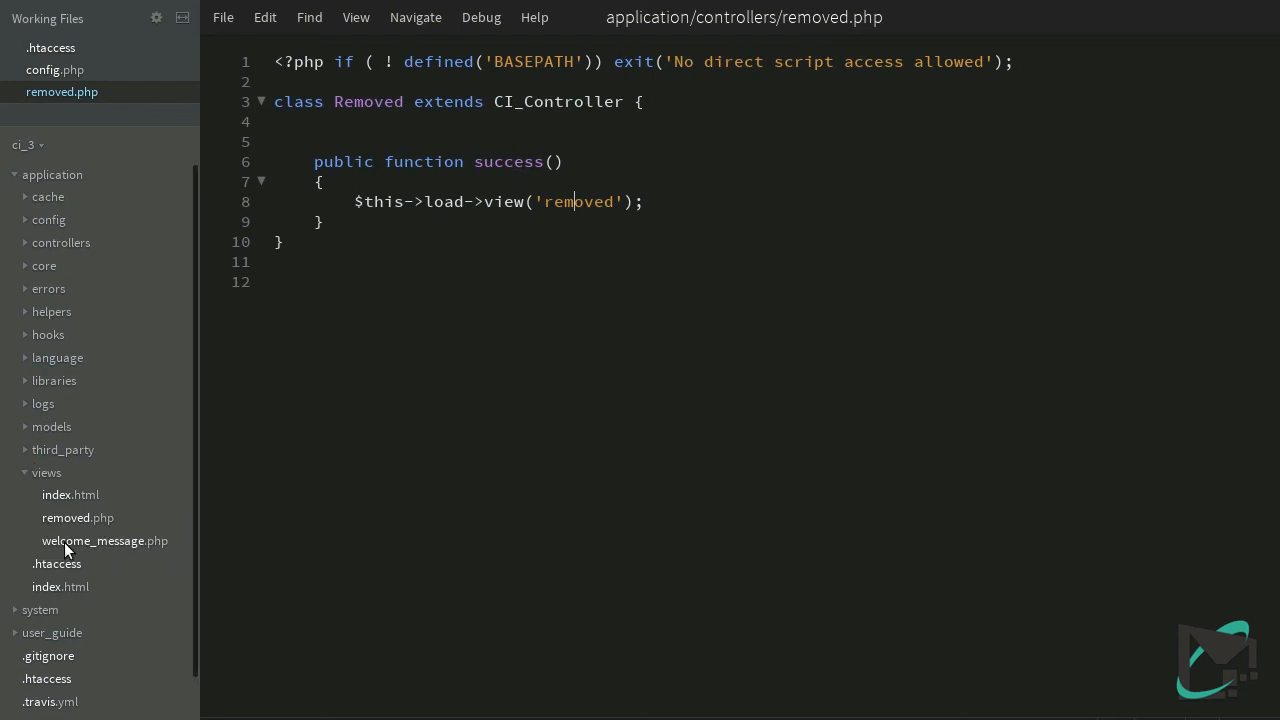 Working Files
File Edit Find View Navigate Debug Help application/controllers/removed.php
.htaccess
config.php
removed.php
ci_3
application
cache
config
controllers
core
errors
helpers
hooks
language
libraries
logs
models
third_party
views
index.html
removed.php
welcome_message.php
.htaccess
index.html
system
user_guide
.gitignore
.htaccess
.travis.yml
1 <?php if ( ! defined('BASEPATH')) exit('No direct script access allowed');
2
3 class Removed extends CI_Controller {
4
5
6 public function success()
7 {
8 $this->load->view('removed');
9 }
10 }
11
12